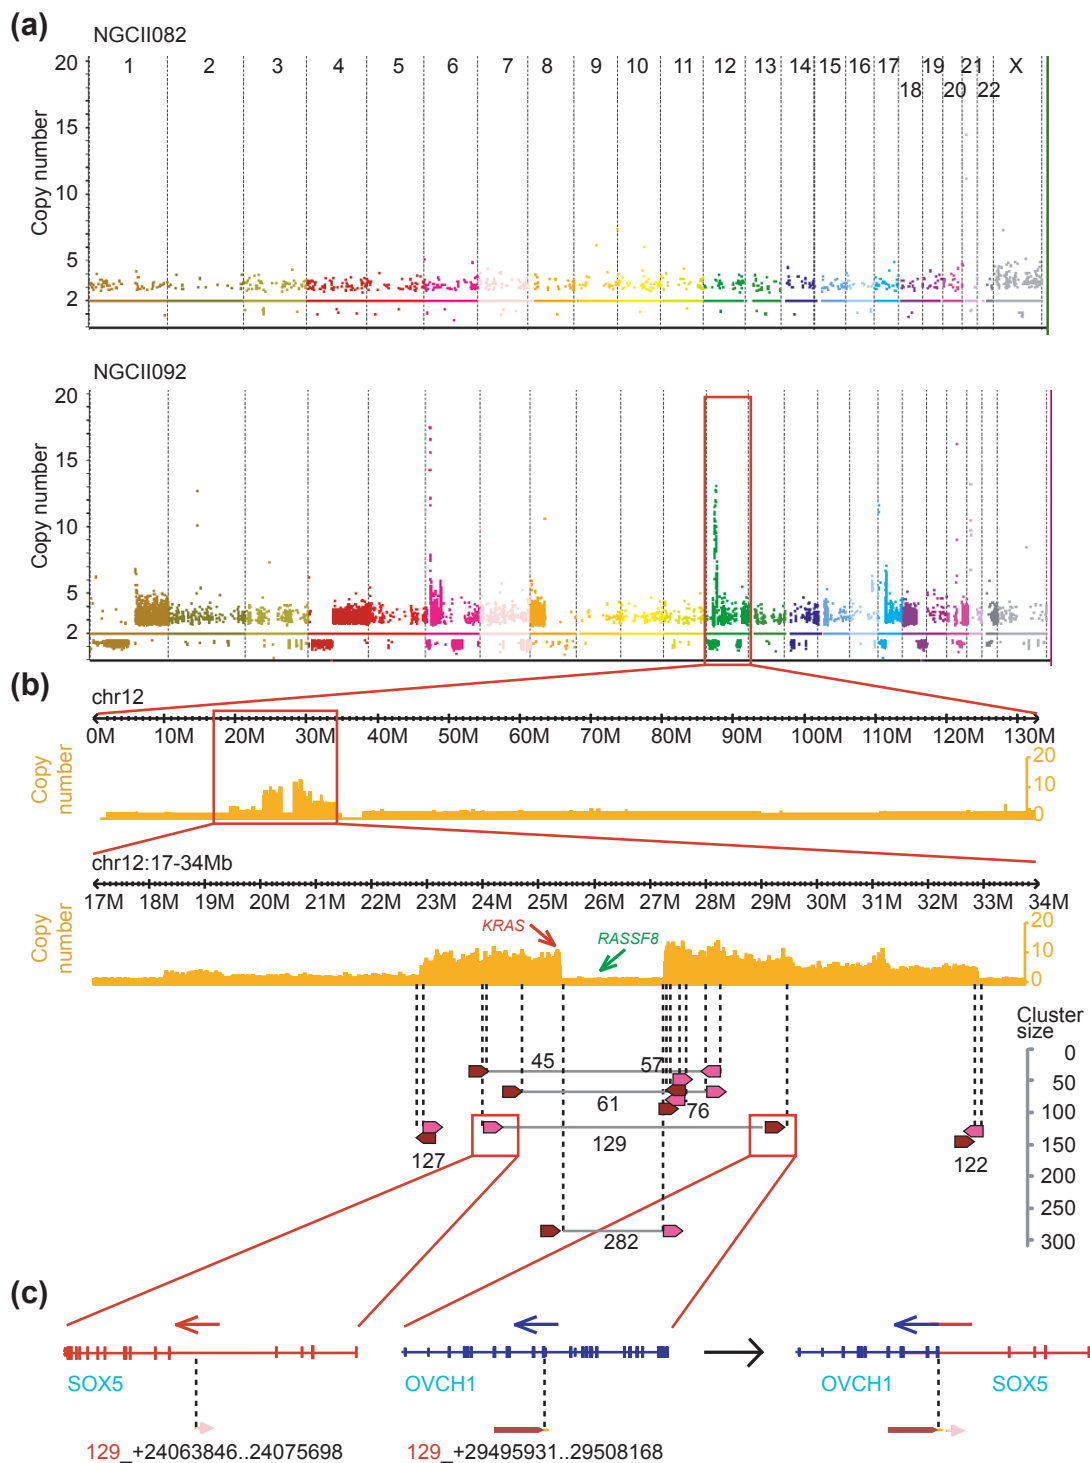 (a)
NGCII082
20
15
10
5
2
Copy number
1 2 3 4 5 6 7 8 9 10 11 12 13 14 15 16 17 18 19 20 21 22 X
NGCII092
20
15
10
5
2
Copy number
(b)
chr12
0M 10M 20M 30M 40M 50M 60M 70M 80M 90M 100M 110M 120M 130M
Copy
number
20
10
0
chr12:17-34Mb
17M 18M 19M 20M 21M 22M 23M 24M 25M 26M 27M 28M 29M 30M 31M 32M 33M 34M
Copy
number
KRAS
RASSF8
20
10
0
Cluster
size
0
50
100
150
200
250
300
45
57
61
76
129
127
122
282
(c)
SOX5
OVCH1
OVCH1
SOX5
129_+24063846..24075698
129_+29495931..29508168